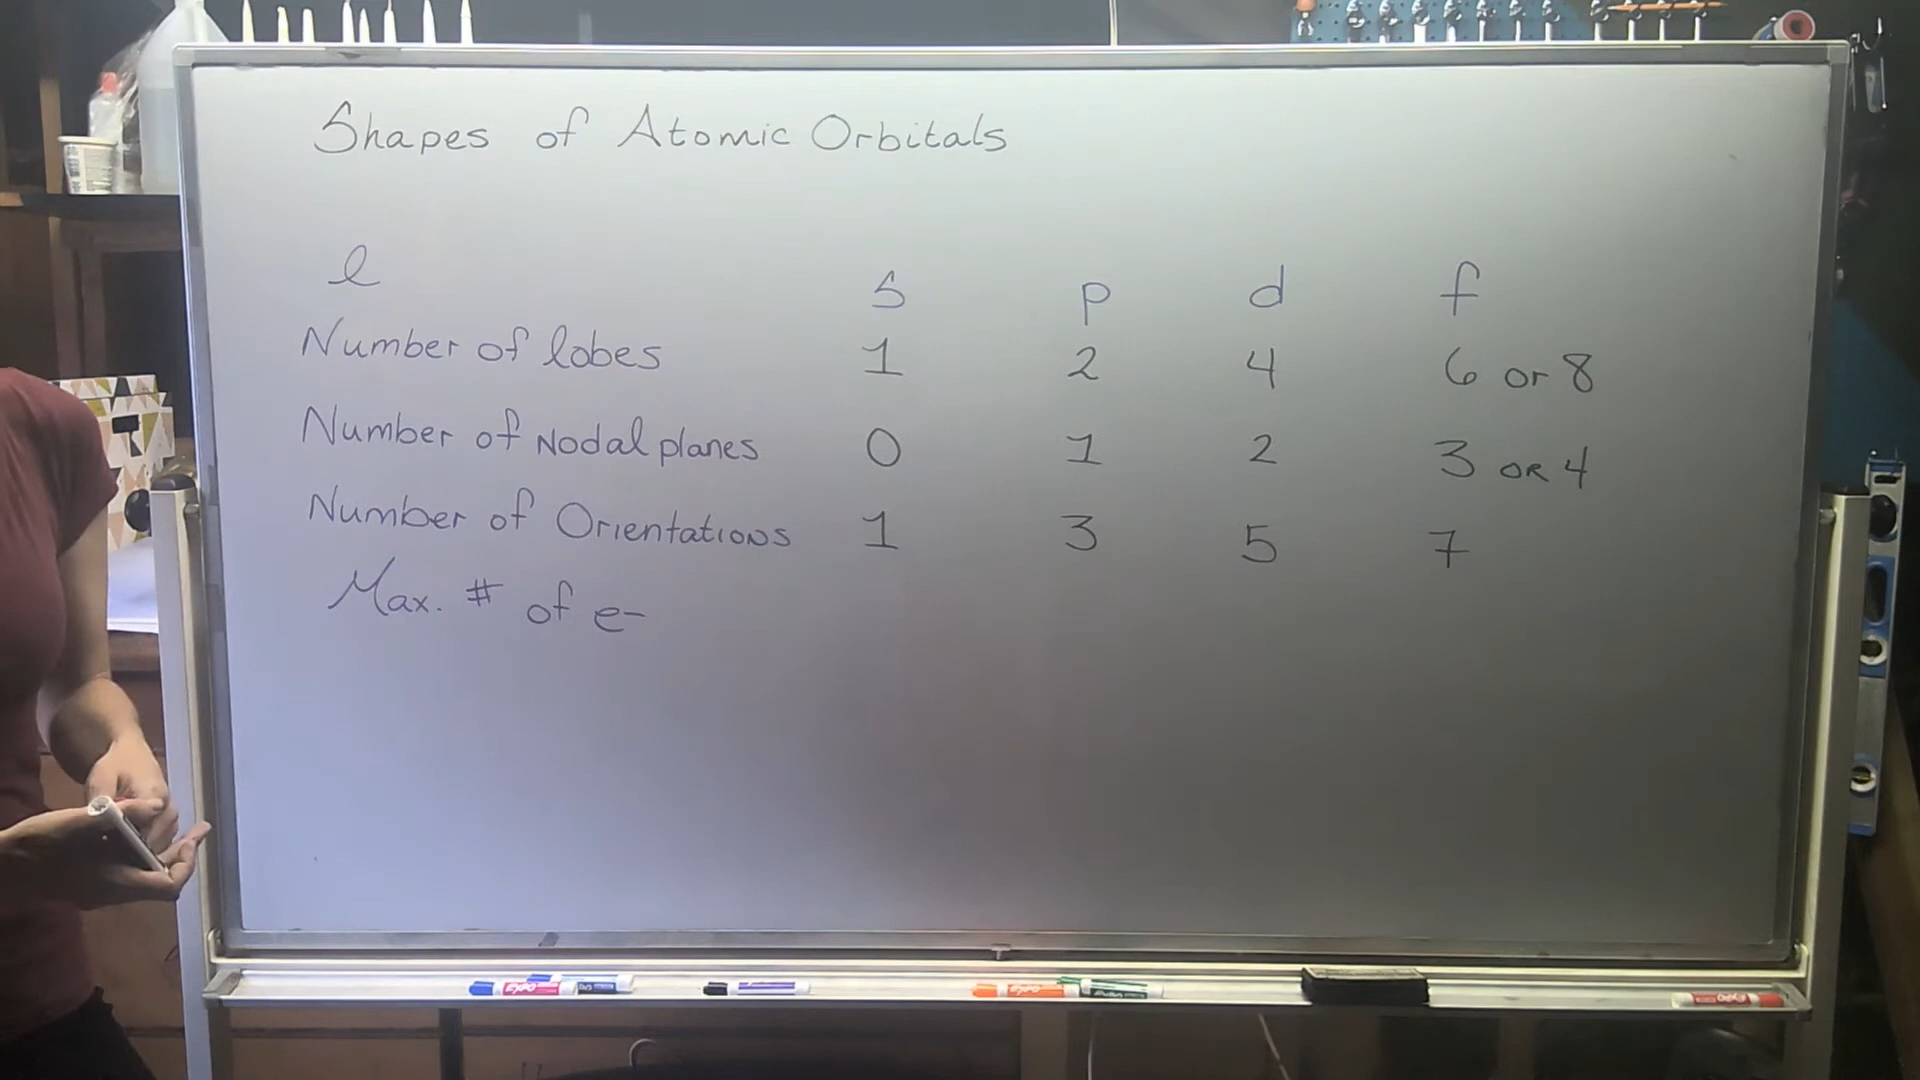 Shapes of Atomic Orbitals
l s p d f
Number of lobes 1 2 4 6 or 8
Number of Nodal planes 0 1 2 3 OR 4
Number of Orientations 1 3 5 7
Max. # of e-